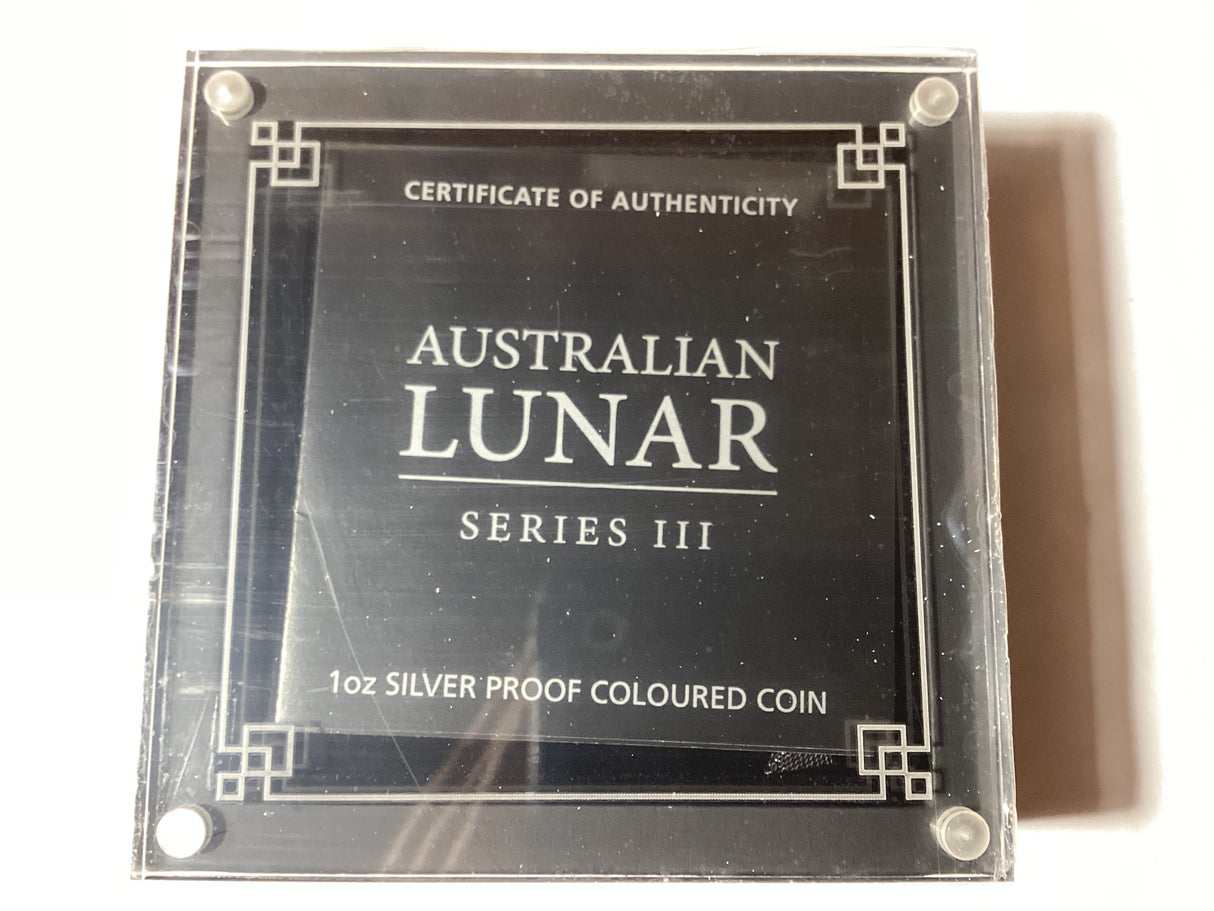 CERTIFICATE OF AUTHENTICITY
AUSTRALIAN
LUNAR
SERIES III
1oz SILVER PROOF COLOURED COIN